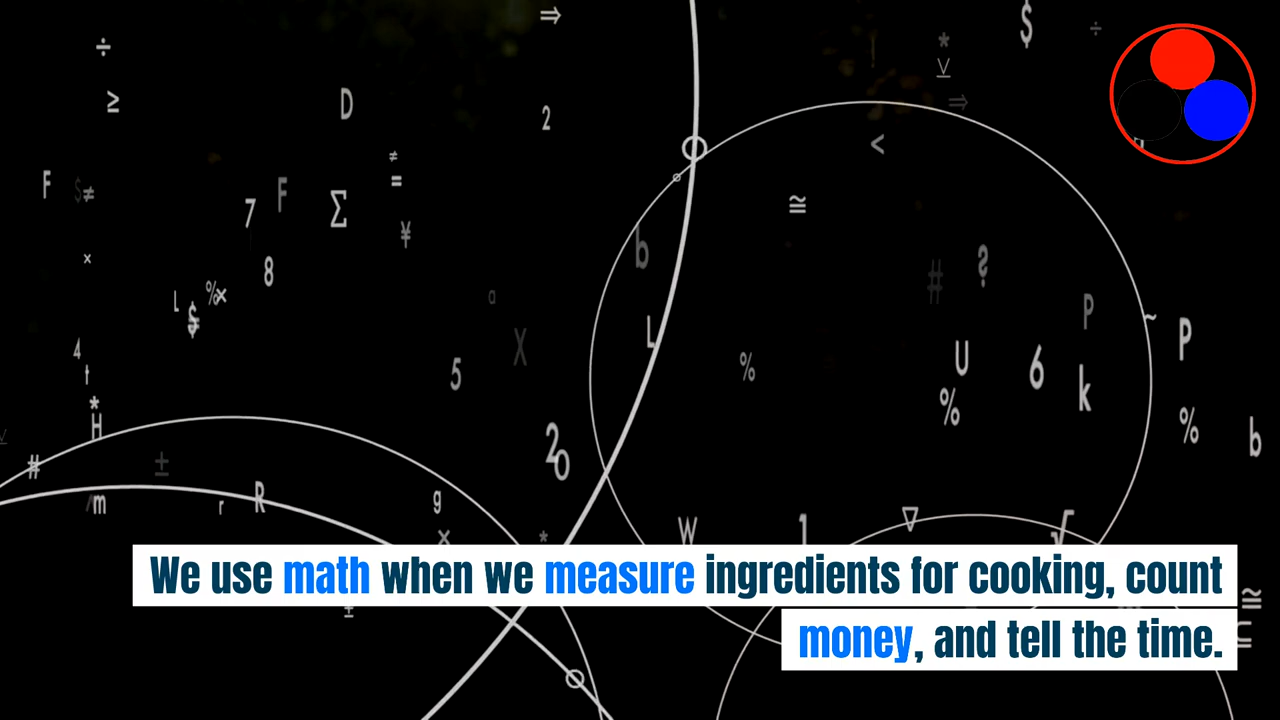 We use math when we measure ingredients for cooking, count
money, and tell the time.